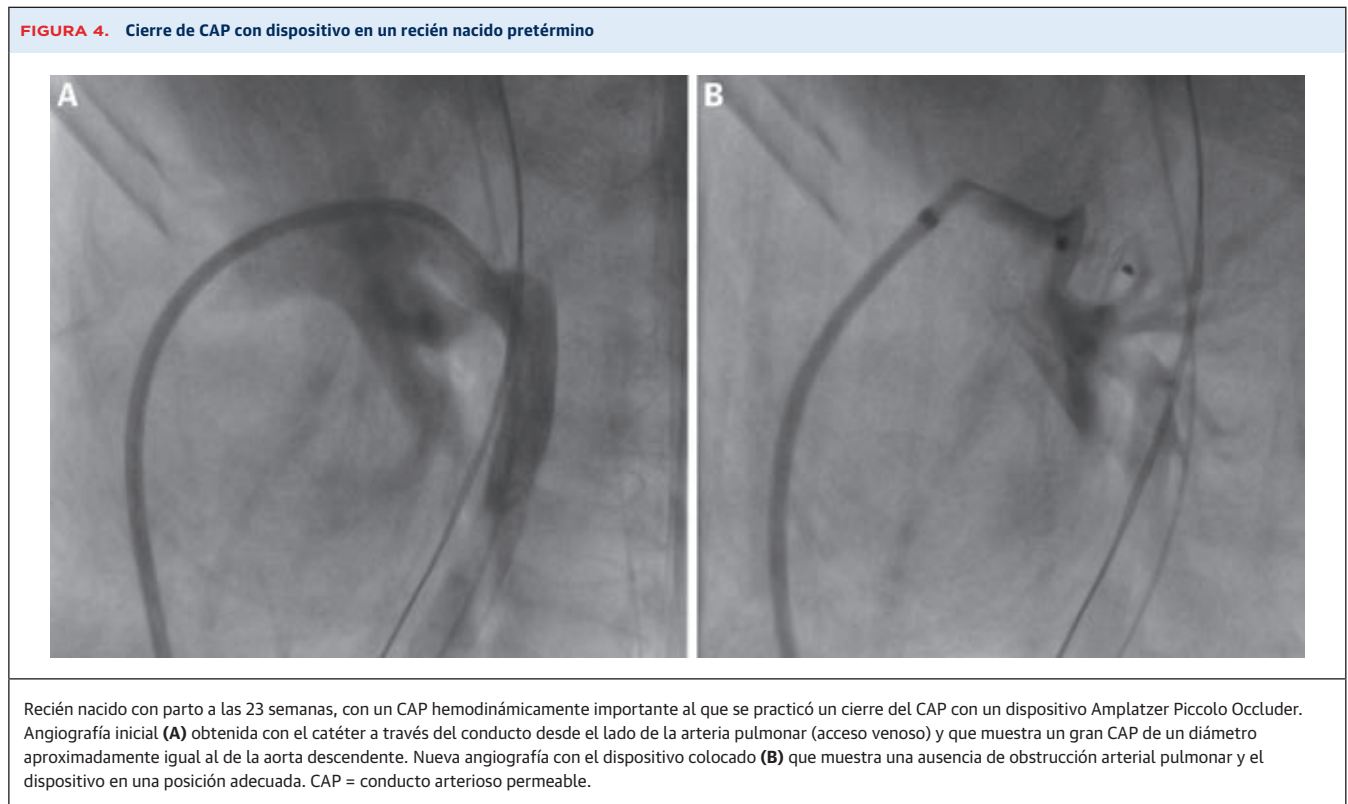 FIGURA 4. Cierre de CAP con dispositivo en un recién nacido pretérmino
A
B
Recién nacido con parto a las 23 semanas, con un CAP hemodinámicamente importante al que se practicó un cierre del CAP con un dispositivo Amplatzer Piccolo Occluder.
Angiografía inicial (A) obtenida con el catéter a través del conducto desde el lado de la arteria pulmonar (acceso venoso) y que muestra un gran CAP de un diámetro
aproximadamente igual al de la aorta descendente. Nueva angiografía con el dispositivo colocado (B) que muestra una ausencia de obstrucción arterial pulmonar y el
dispositivo en una posición adecuada. CAP = conducto arterioso permeable.